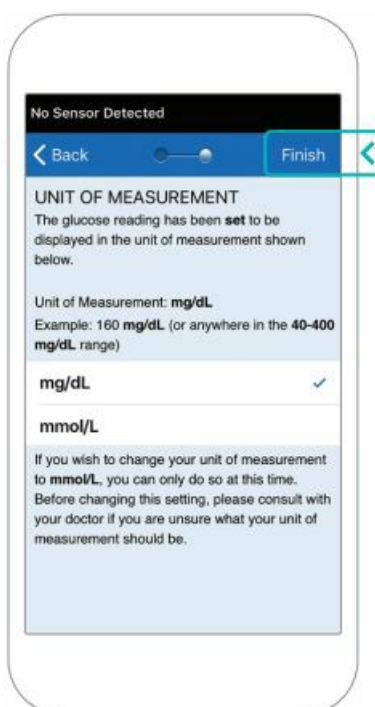 No Sensor Detected
Back
Finish
UNIT OF MEASUREMENT
The glucose reading has been set to be
displayed in the unit of measurement shown
below.
Unit of Measurement: mg/dL
Example: 160 mg/dL (or anywhere in the 40-400
mg/dL range)
mg/dL
mmol/L
If you wish to change your unit of measurement
to mmol/L, you can only do so at this time.
Before changing this setting, please consult with
your doctor if you are unsure what your unit of
measurement should be.